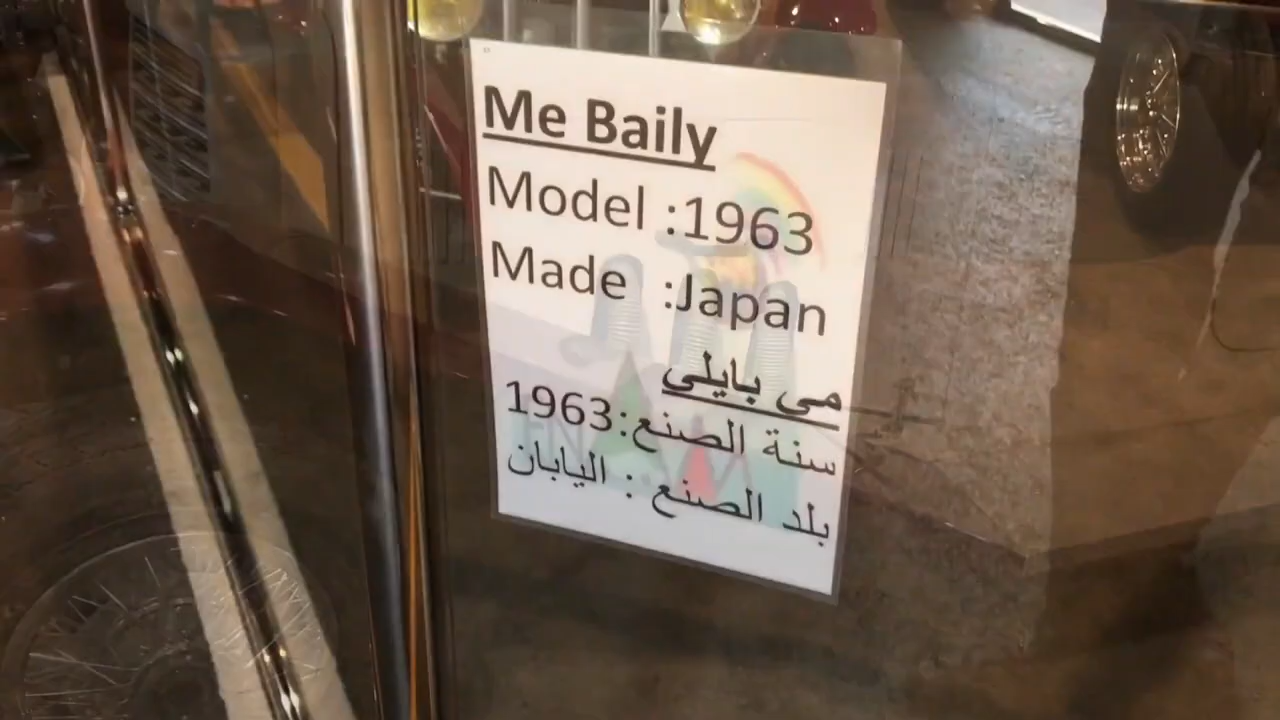 Me Baily
Model :1963
Made :Japan
مي بايلي
سنة الصنع:1963
بلد الصنع : اليابان